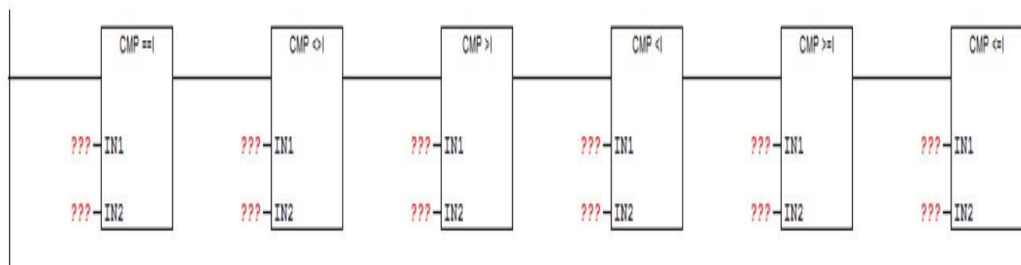 CMP ==I CMP <>I CMP >I CMP <I CMP >=I CMP <=I
??? IN1 ??? IN1 ??? IN1 ??? IN1 ??? IN1 ??? IN1
??? IN2 ??? IN2 ??? IN2 ??? IN2 ??? IN2 ??? IN2